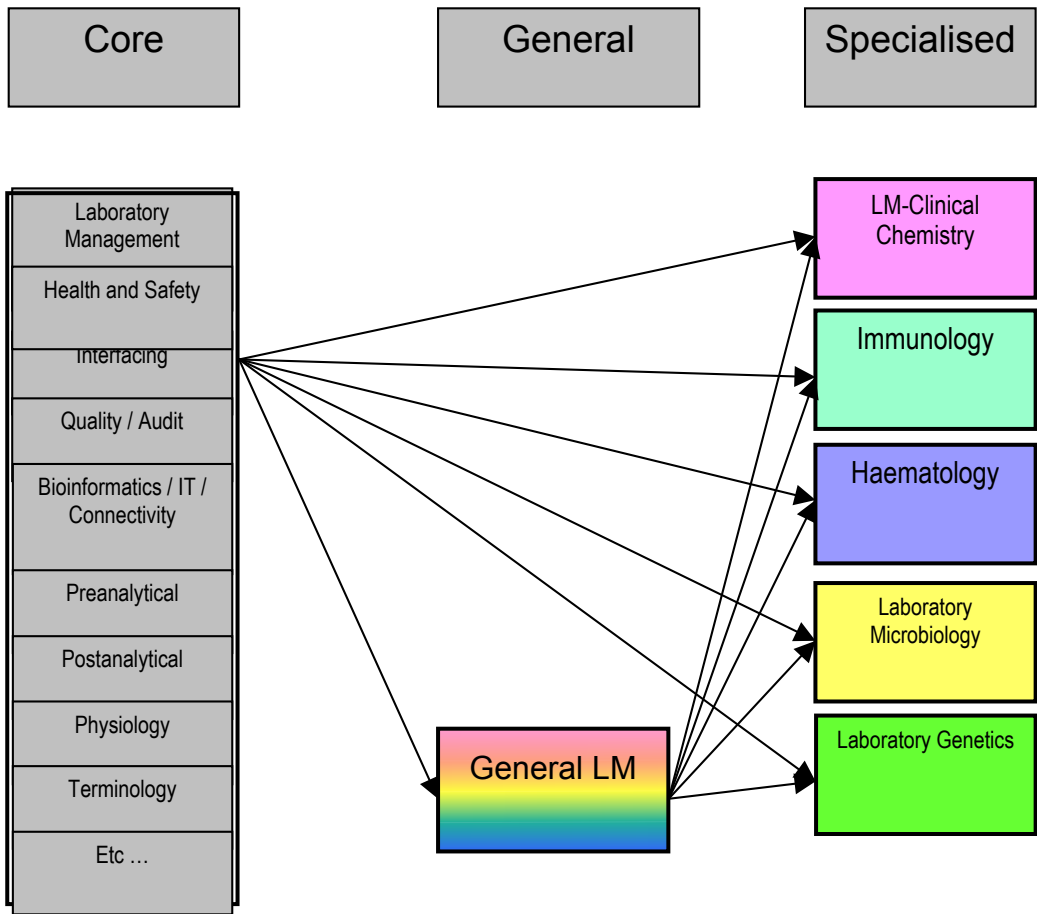 Core
General
Specialised
Laboratory
Management
Health and Safety
Interfacing
Quality / Audit
Bioinformatics / IT /
Connectivity
Preanalytical
Postanalytical
Physiology
Terminology
Etc …
General LM
LM-Clinical
Chemistry
Immunology
Haematology
Laboratory
Microbiology
Laboratory Genetics